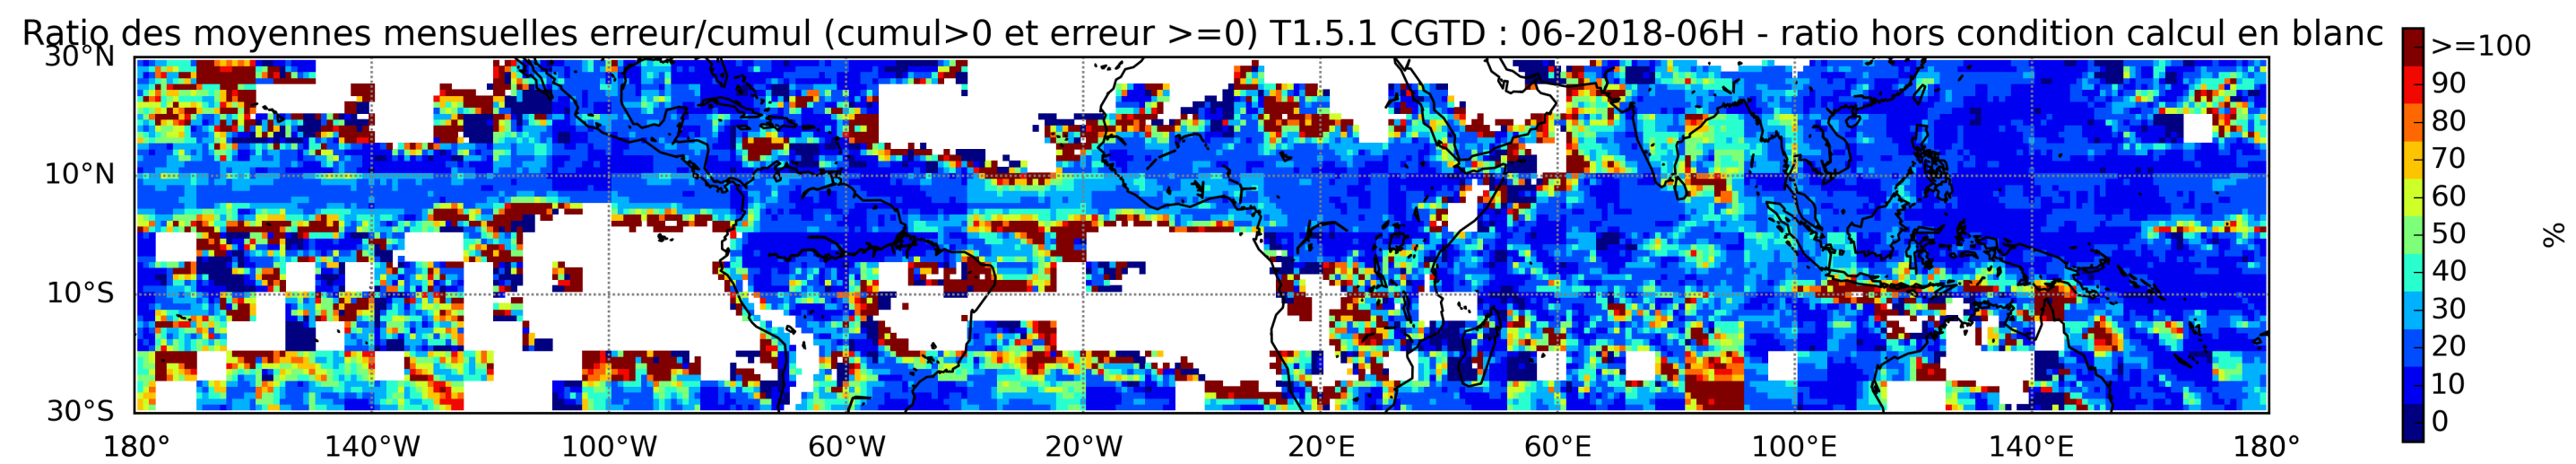 Ratio des moyennes mensuelles erreur/cumul (cumul>0 et erreur >=0) T1.5.1 CGTD : 06-2018-06H - ratio hors condition calcul en blanc
30°N
10°N
10°S
30°S
180° 140°W 100°W 60°W 20°W 20°E 60°E 100°E 140°E 180°
>=100
90
80
70
60
50
40
30
20
10
0
%